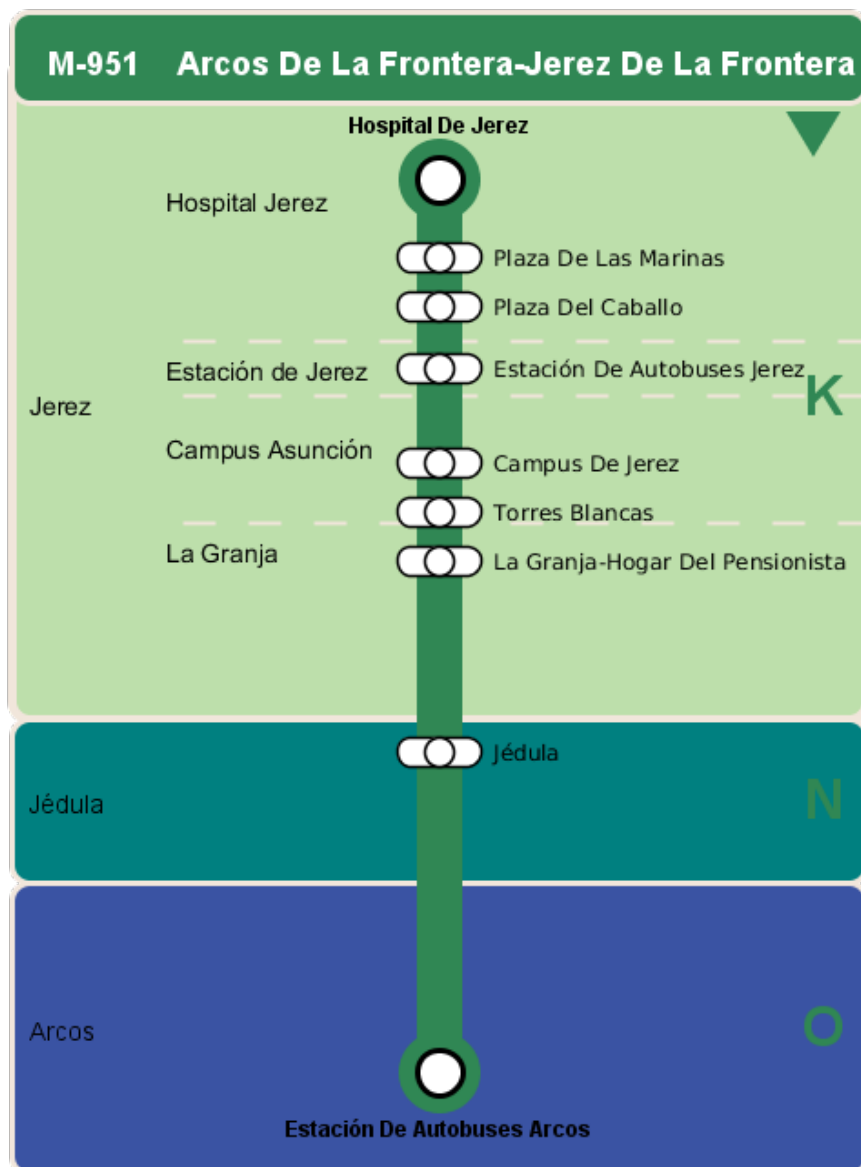 M-951 Arcos De La Frontera-Jerez De La Frontera
Hospital De Jerez
Hospital Jerez
Plaza De Las Marinas
Plaza Del Caballo
Estación de Jerez
Estación De Autobuses Jerez
K
Jerez
Campus Asunción
Campus De Jerez
Torres Blancas
La Granja
La Granja-Hogar Del Pensionista
Jédula
Jédula
N
Arcos
O
Estación De Autobuses Arcos